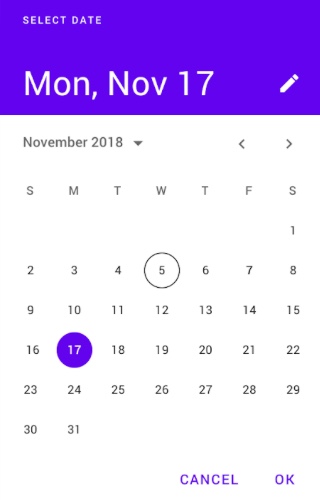 SELECT DATE
Mon, Nov 17
November 2018
S M T W T F S
1
2 3 4 5 6 7 8
9 10 11 12 13 14 15
16 17 18 19 20 21 22
23 24 25 26 27 28 29
30 31
CANCEL OK